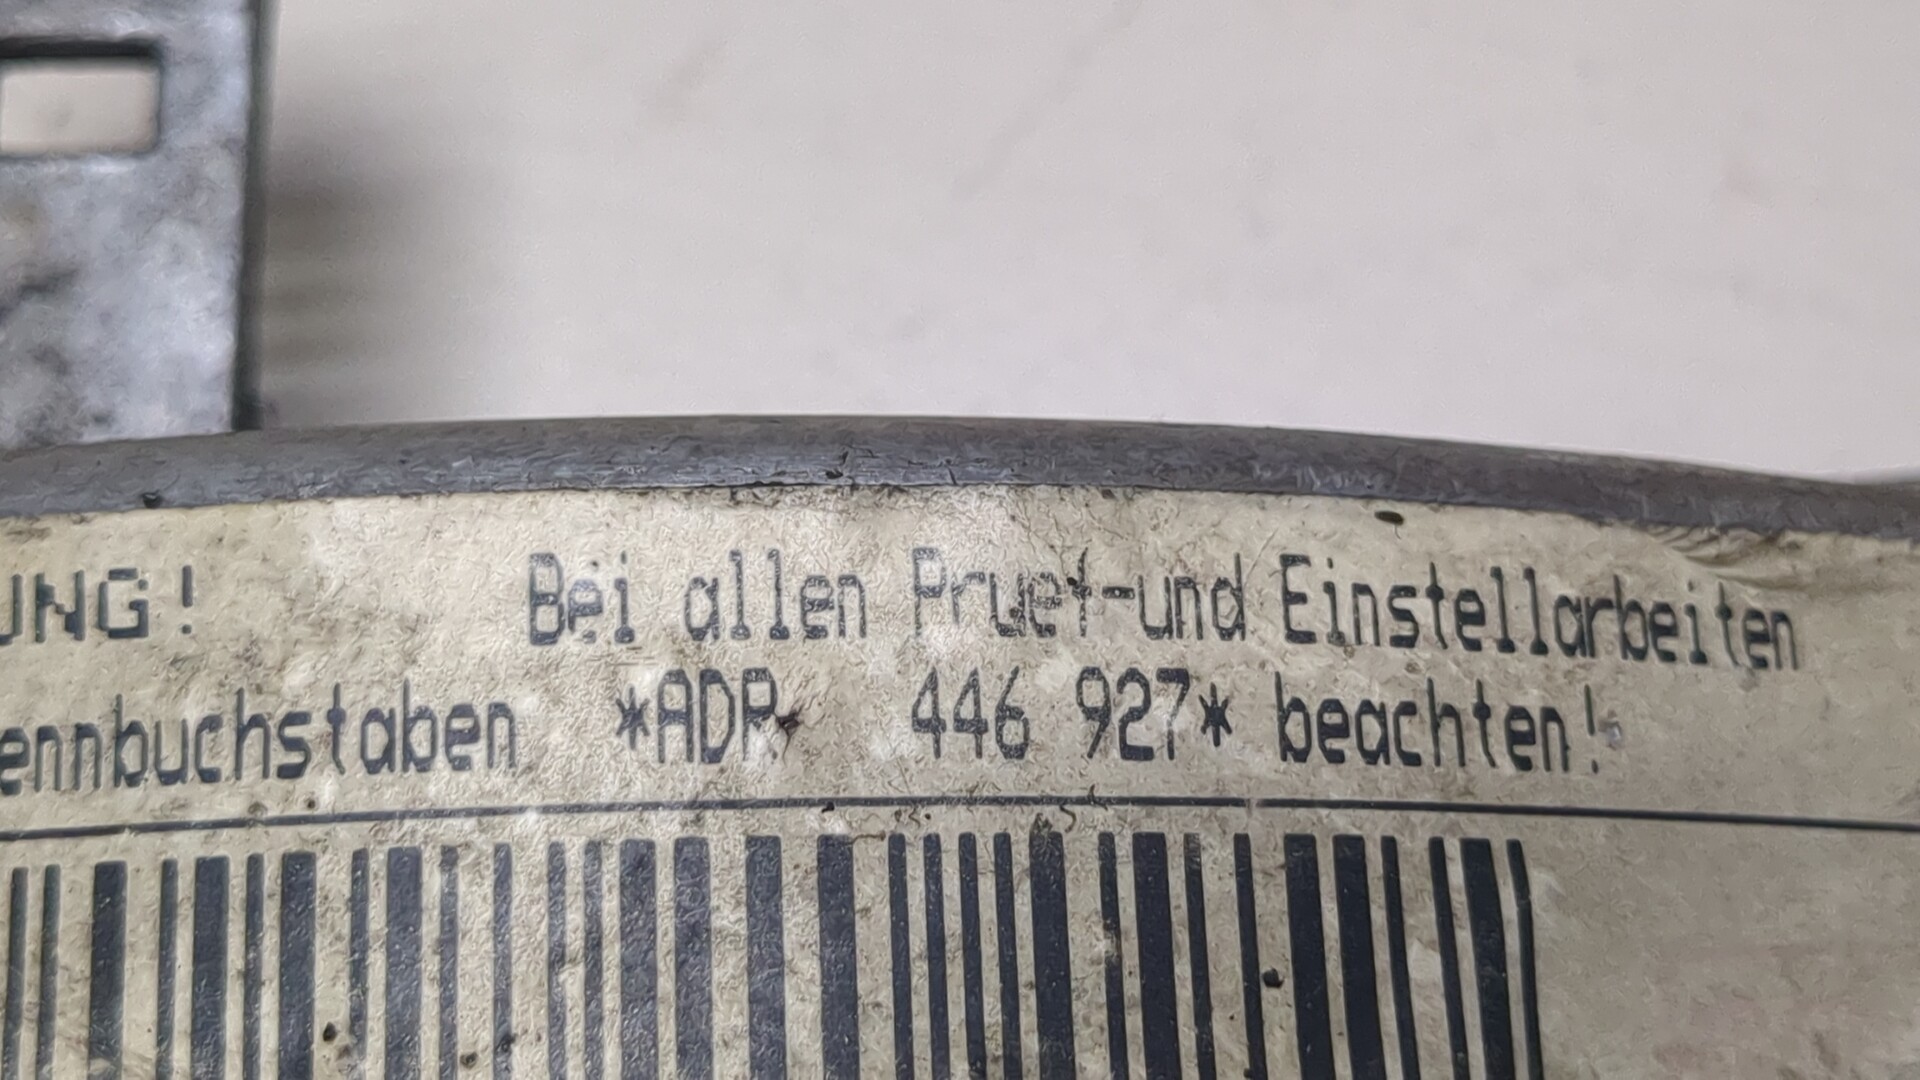 UNG! Bei allen Pruef-und Einstellarbeiten
ennbuchstaben *ADR 446 927* beachten!